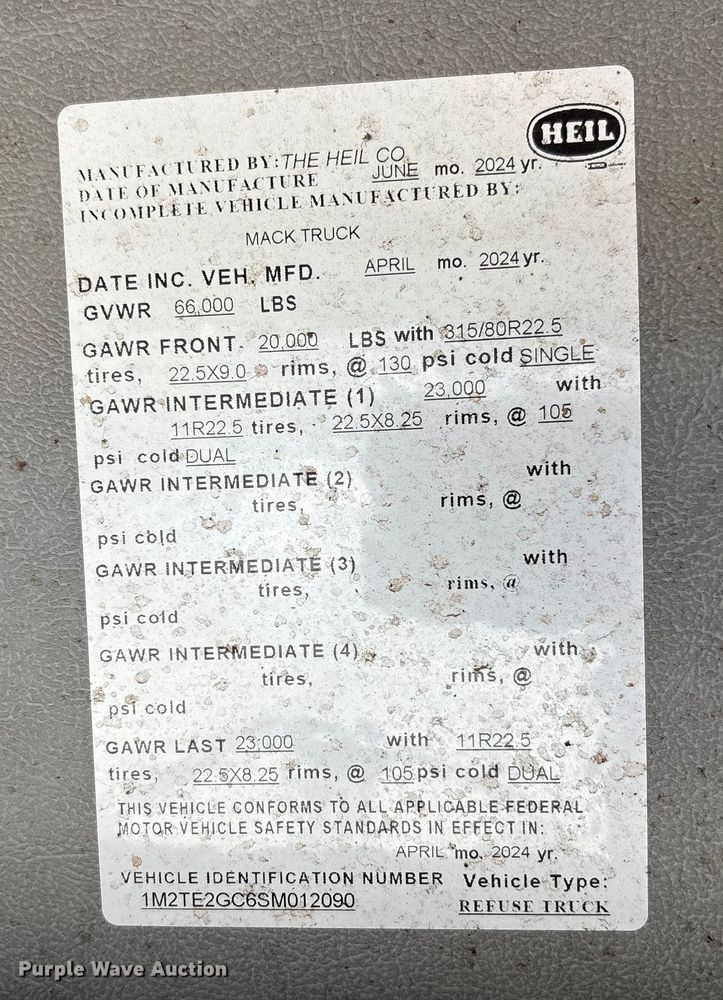 HEIL
MANUFACTURED BY: THE HEIL CO.
DATE OF MANUFACTURE JUNE mo. 2024 yr.
INCOMPLETE VEHICLE MANUFACTURED BY:
MACK TRUCK
DATE INC. VEH. MFD. APRIL mo. 2024 yr.
GVWR 66,000 LBS
GAWR FRONT. 20,000 LBS with 315/80R22.5
tires, 22.5X9.0 rims, @ 130 psi cold SINGLE
GAWR INTERMEDIATE (1) 23,000 with
11R22.5 tires, 22.5X8.25 rims, @ 105
psi cold DUAL
GAWR INTERMEDIATE (2) with
tires, rims, @
psi cold
GAWR INTERMEDIATE (3) with
tires, rims, @
psi cold
GAWR INTERMEDIATE (4) with
tires, rims, @
psi cold
GAWR LAST 23,000 with 11R22.5
tires, 22.5X8.25 rims, @ 105 psi cold DUAL
THIS VEHICLE CONFORMS TO ALL APPLICABLE FEDERAL
MOTOR VEHICLE SAFETY STANDARDS IN EFFECT IN:
APRIL mo. 2024 yr.
VEHICLE IDENTIFICATION NUMBER Vehicle Type:
1M2TE2GC6SM012090 REFUSE TRUCK
Purple Wave Auction